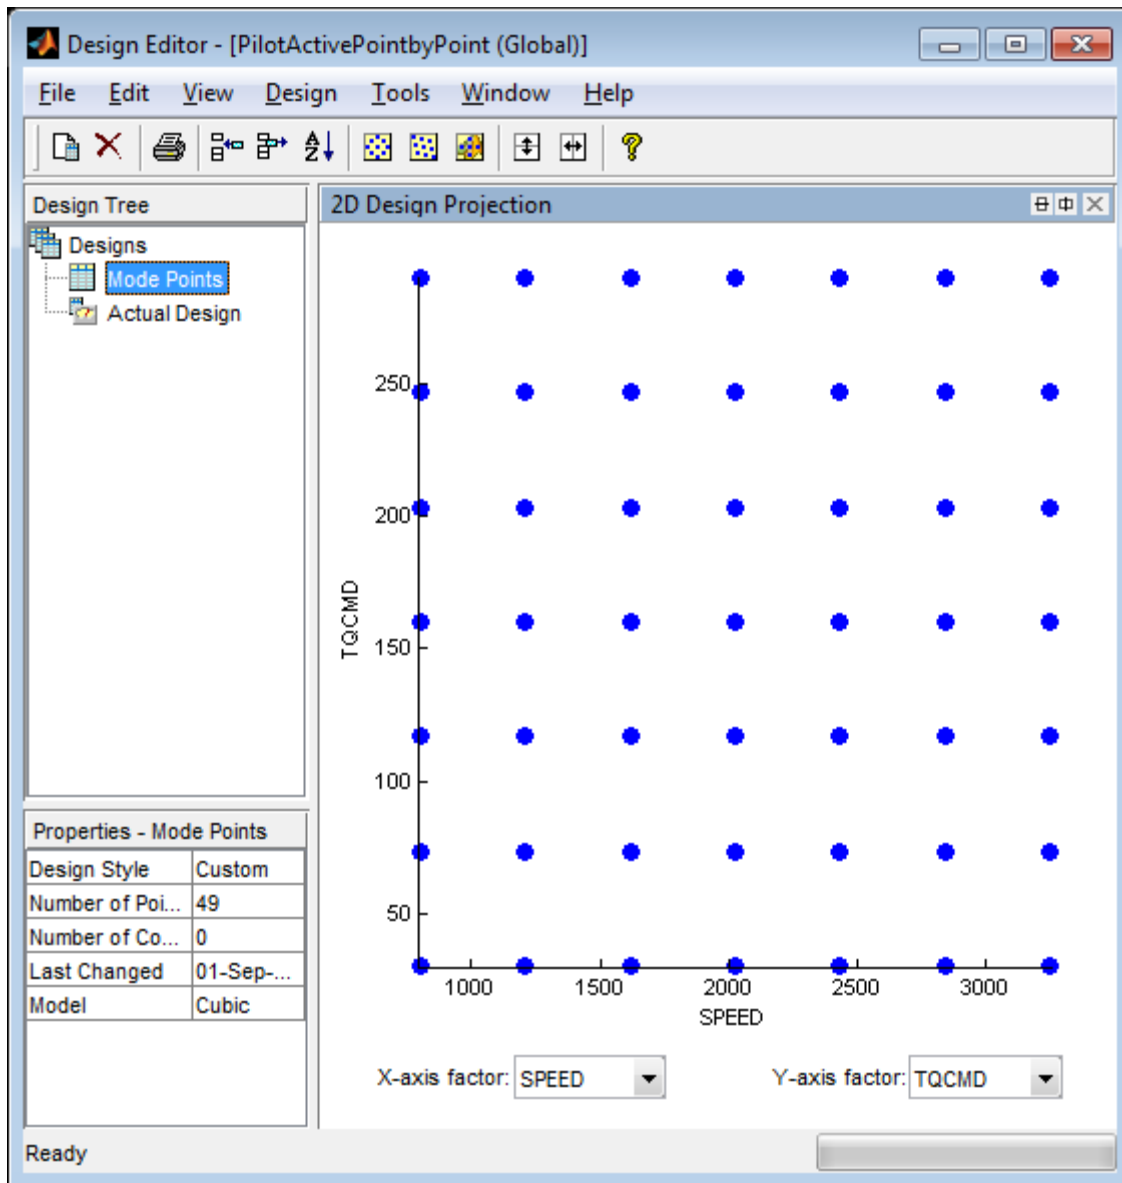 Design Editor - [PilotActivePointbyPoint (Global)]
File Edit View Design Tools Window Help
Design Tree
Designs
Mode Points
Actual Design
Properties - Mode Points
Design Style Custom
Number of Poi... 49
Number of Co... 0
Last Changed 01-Sep-...
Model Cubic
2D Design Projection
TQCMD
250
200
150
100
50
1000 1500 2000 2500 3000
SPEED
X-axis factor: SPEED Y-axis factor: TQCMD
Ready